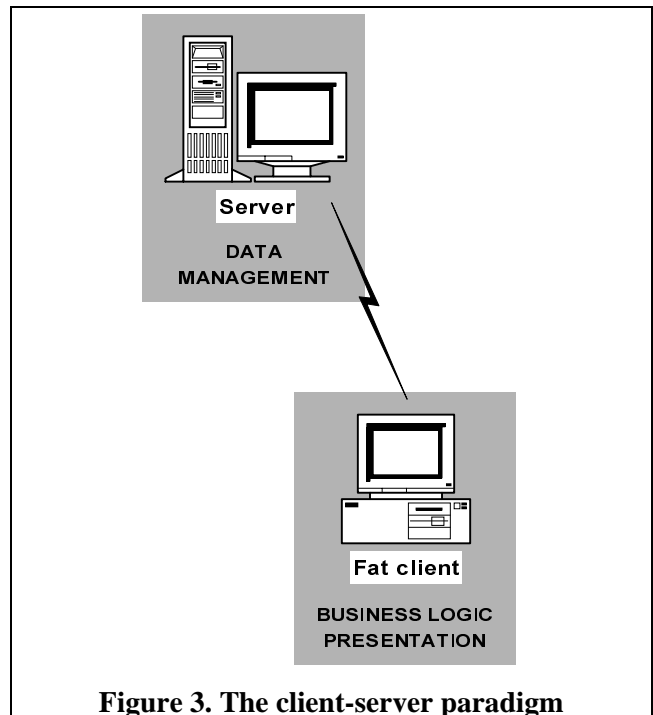 Server
DATA
MANAGEMENT
Fat client
BUSINESS LOGIC
PRESENTATION
Figure 3. The client-server paradigm